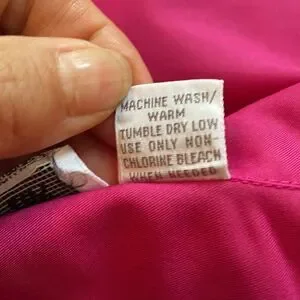 MACHINE WASH/
WARM
TUMBLE DRY LOW
USE ONLY NON-
CHLORINE BLEACH
WHEN NEEDED